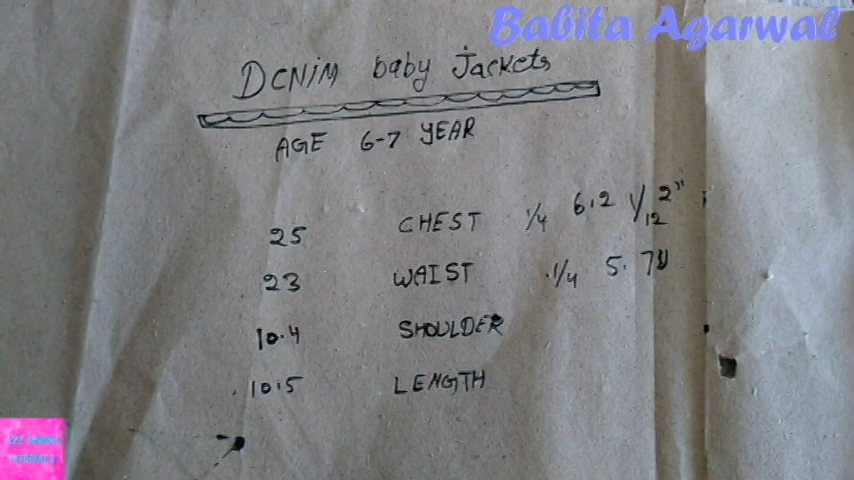 Babita Agarwal
DENIM baby Jackets
AGE 6-7 YEAR
25 CHEST 1/4 6.2 1/12 2"
23 WAIST 1/4 5.7"
10.4 SHOULDER
10.5 LENGTH